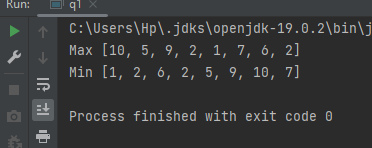 Run: q1
C:\Users\Hp\.jdks\openjdk-19.0.2\bin\j
Max [10, 5, 9, 2, 1, 7, 6, 2]
Min [1, 2, 6, 2, 5, 9, 10, 7]
Process finished with exit code 0